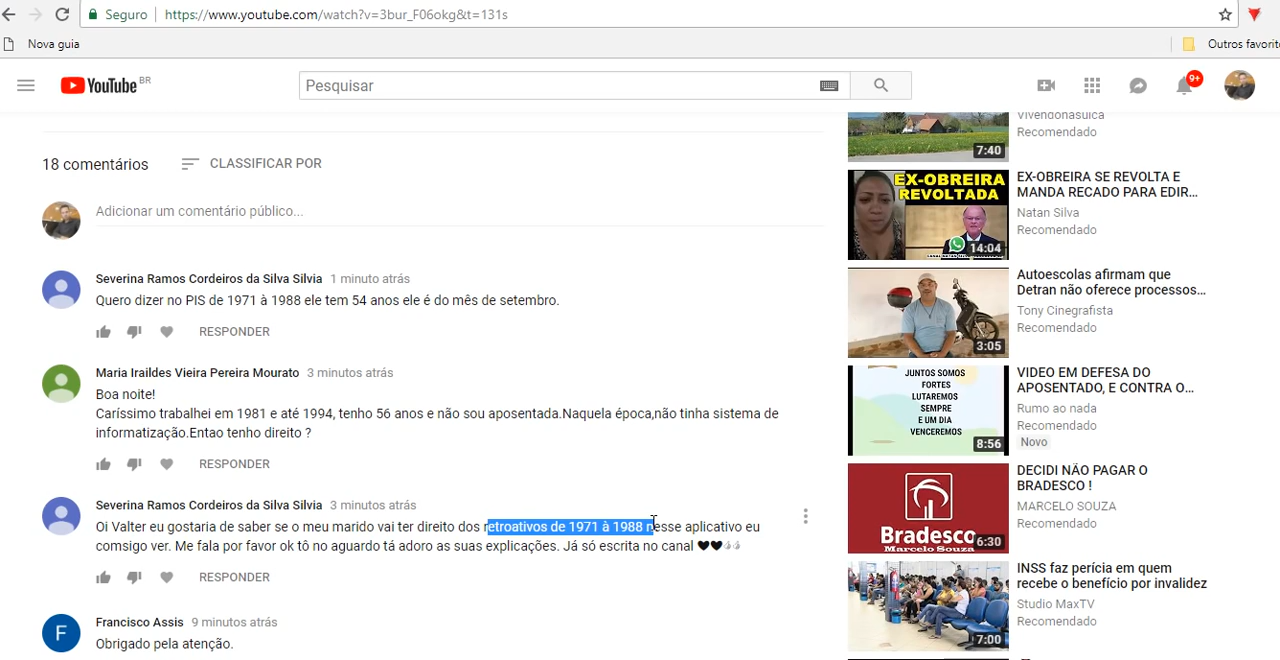 Seguro
https://www.youtube.com/watch?v=3bur_F06okg&t=131s
Nova guia
Outros favorit
YouTube BR
Pesquisar
9+
18 comentários
CLASSIFICAR POR
Adicionar um comentário público...
Severina Ramos Cordeiros da Silva Silvia 1 minuto atrás
Quero dizer no PIS de 1971 à 1988 ele tem 54 anos ele é do mês de setembro.
RESPONDER
Maria Iraildes Vieira Pereira Mourato 3 minutos atrás
Boa noite!
Caríssimo trabalhei em 1981 e até 1994, tenho 56 anos e não sou aposentada.Naquela época,não tinha sistema de
informatização.Entao tenho direito ?
RESPONDER
Severina Ramos Cordeiros da Silva Silvia 3 minutos atrás
Oi Valter eu gostaria de saber se o meu marido vai ter direito dos retroativos de 1971 à 1988 nesse aplicativo eu
comsigo ver. Me fala por favor ok tô no aguardo tá adoro as suas explicações. Já só escrita no canal 🖤🖤👍👍
RESPONDER
F
Francisco Assis 9 minutos atrás
Obrigado pela atenção.
Vivendonasuica
Recomendado
7:40
EX-OBREIRA
REVOLTADA
14:04
EX-OBREIRA SE REVOLTA E
MANDA RECADO PARA EDIR...
Natan Silva
Recomendado
3:05
Autoescolas afirmam que
Detran não oferece processos...
Tony Cinegrafista
Recomendado
JUNTOS SOMOS
FORTES
LUTAREMOS
SEMPRE
E UM DIA
VENCEREMOS
8:56
VIDEO EM DEFESA DO
APOSENTADO, E CONTRA O...
Rumo ao nada
Recomendado
Novo
Bradesco
Marcelo Souza
6:30
DECIDI NÃO PAGAR O
BRADESCO !
MARCELO SOUZA
Recomendado
7:00
INSS faz perícia em quem
recebe o benefício por invalidez
Studio MaxTV
Recomendado